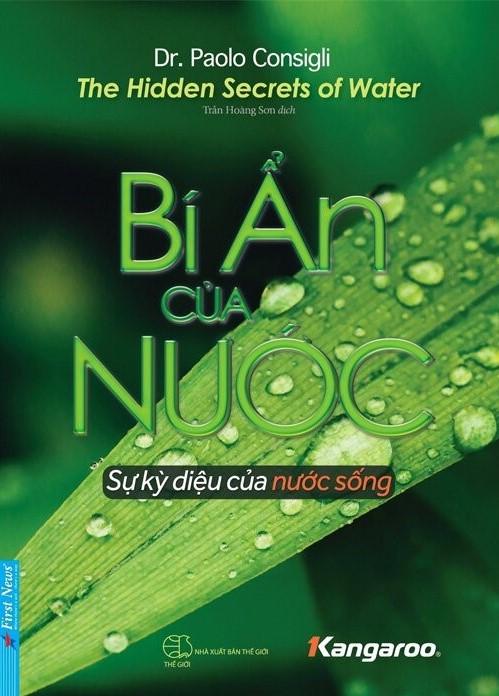 Dr. Paolo Consigli
The Hidden Secrets of Water
Trần Hoàng Sơn dịch
Bí Ẩn
CỦA
NƯỚC
Sự kỳ diệu của nước sống
First News®
NHÀ XUẤT BẢN THẾ GIỚI
THẾ GIỚI
Kangaroo®